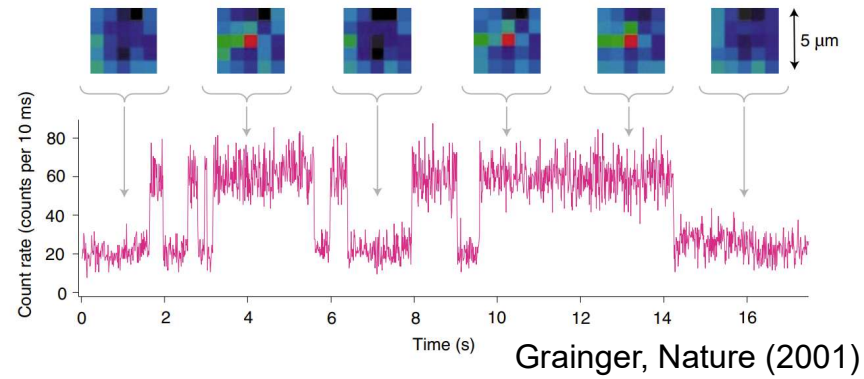 5 μm
Count rate (counts per 10 ms)
80
60
40
20
0
0 2 4 6 8 10 12 14 16
Time (s)
Grainger, Nature (2001)